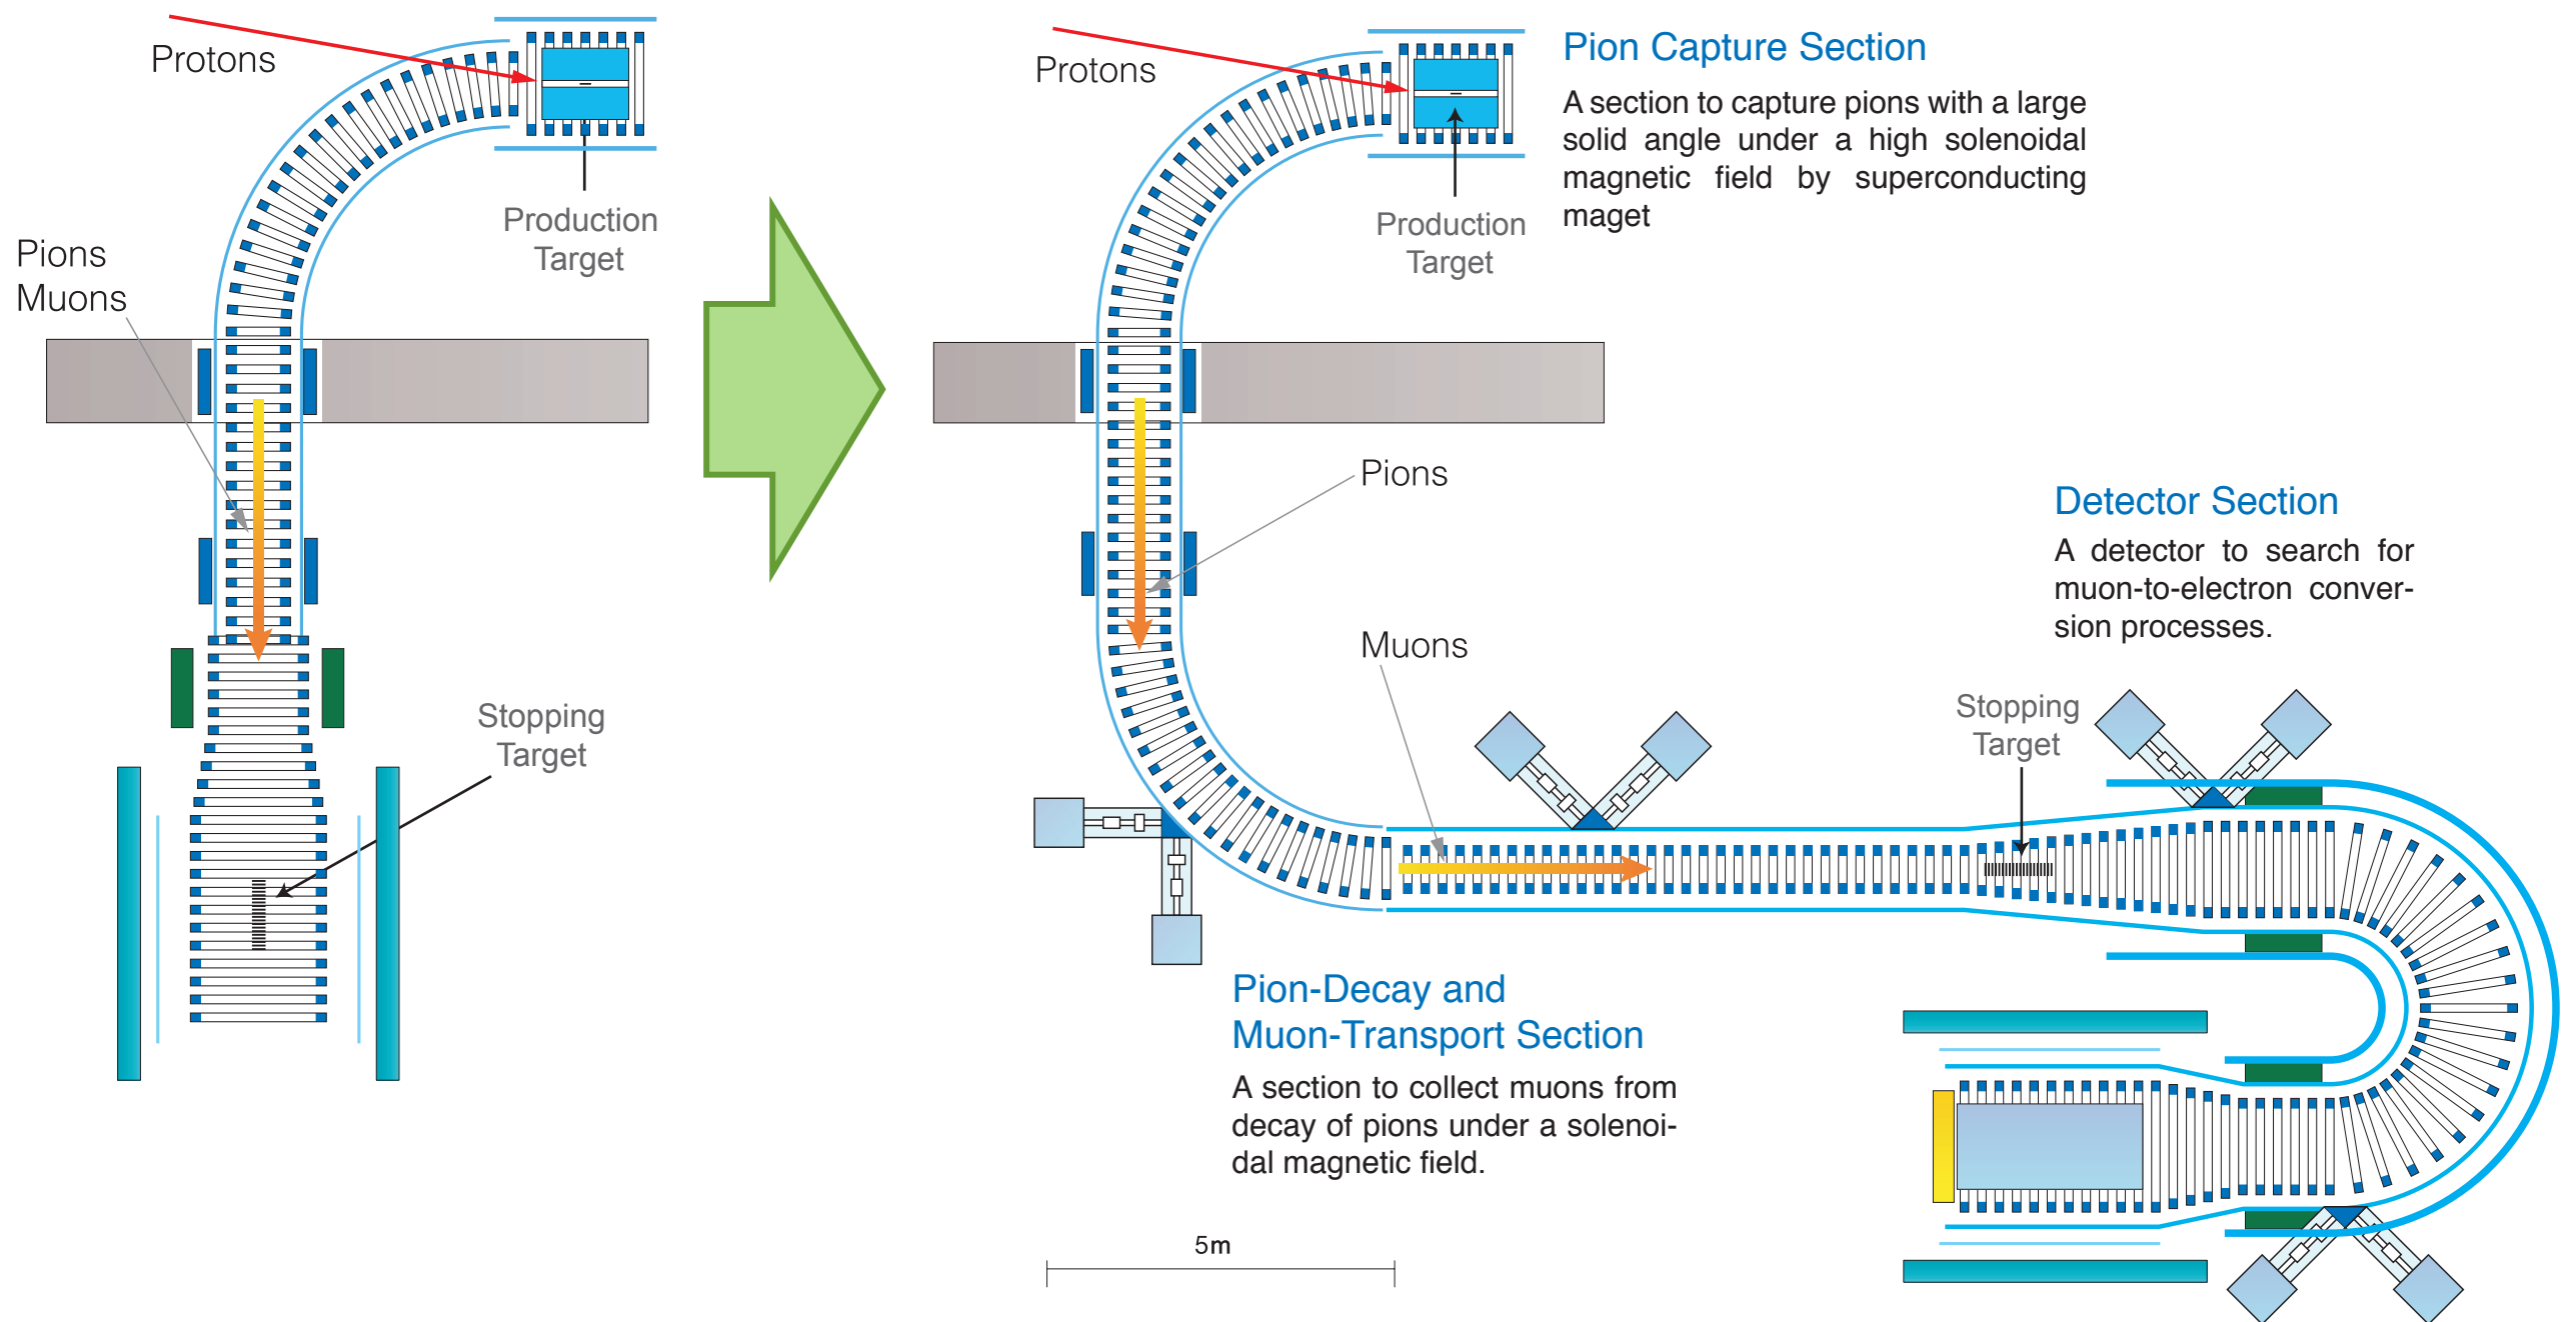 Protons
Production
Target
Pions
Muons
Stopping
Target
Protons
Production
Target
Pion Capture Section
A section to capture pions with a large
solid angle under a high solenoidal
magnetic field by superconducting
maget
Pions
Muons
Detector Section
A detector to search for
muon-to-electron conver-
sion processes.
Stopping
Target
Pion-Decay and
Muon-Transport Section
A section to collect muons from
decay of pions under a solenoi-
dal magnetic field.
5m